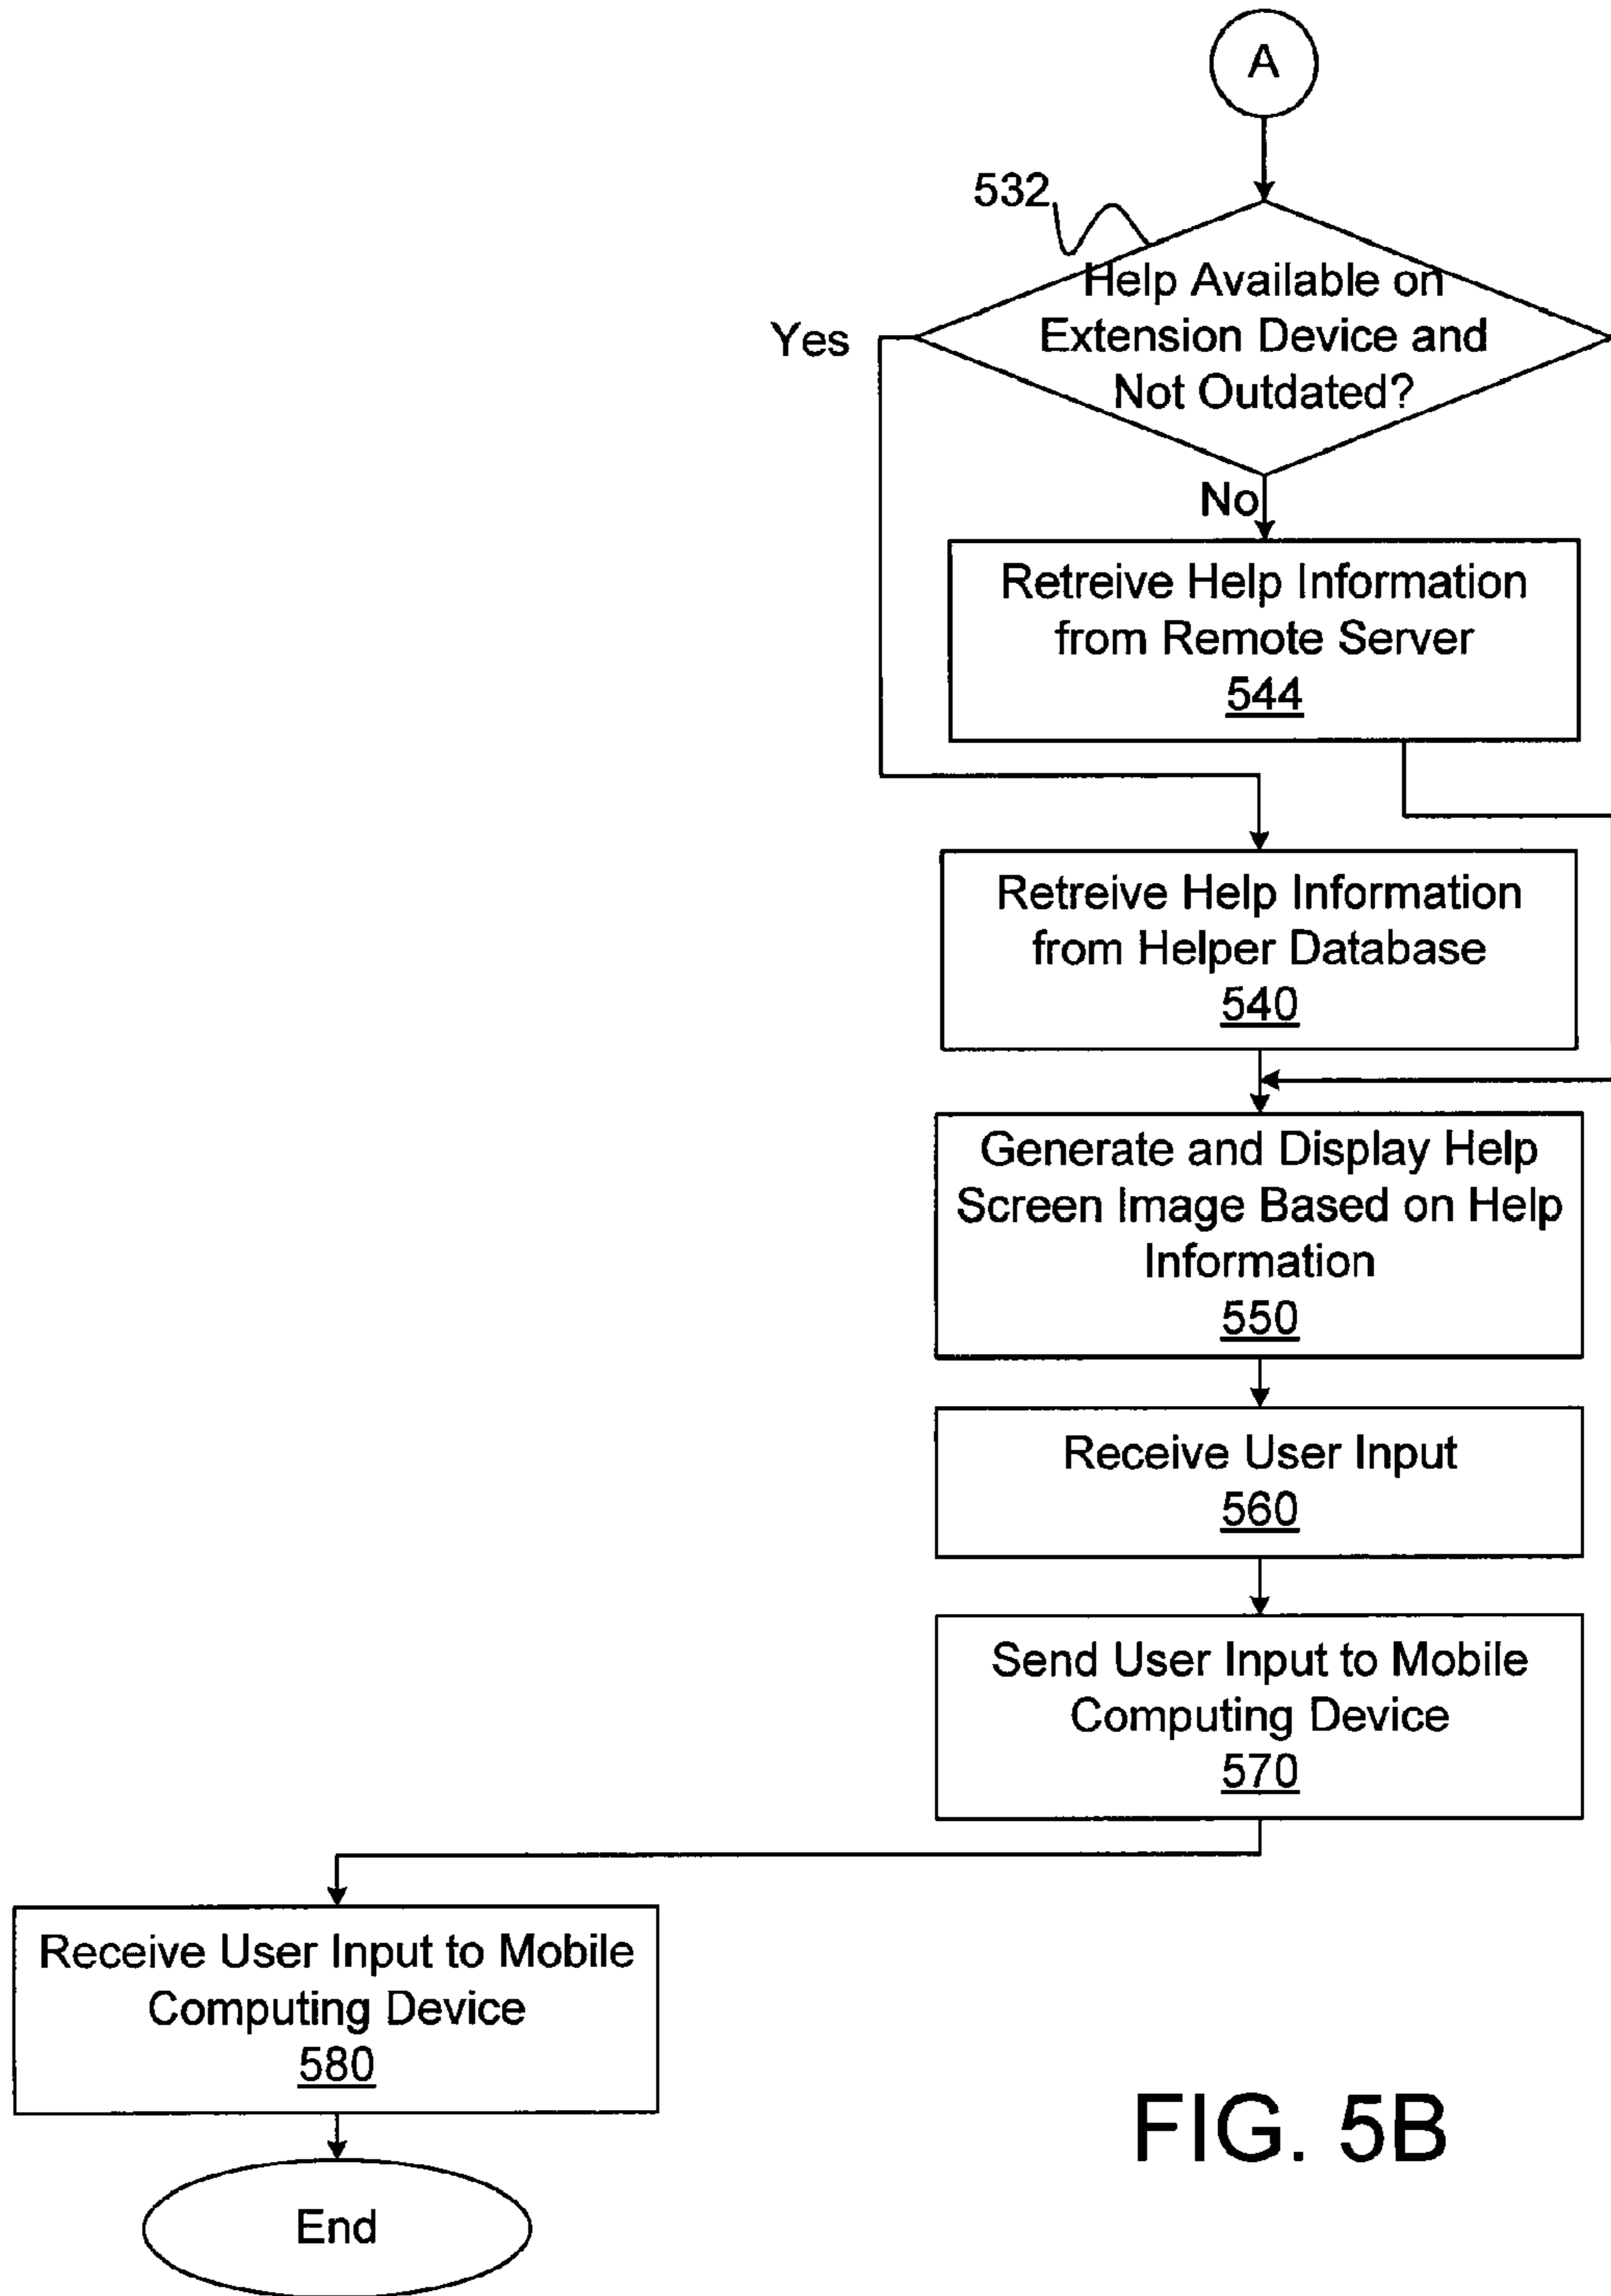 A
532
Help Available on
Extension Device and
Not Outdated?
Yes
No
Retreive Help Information
from Remote Server
544
Retreive Help Information
from Helper Database
540
Generate and Display Help
Screen Image Based on Help
Information
550
Receive User Input
560
Send User Input to Mobile
Computing Device
570
Receive User Input to Mobile
Computing Device
580
End
FIG. 5B